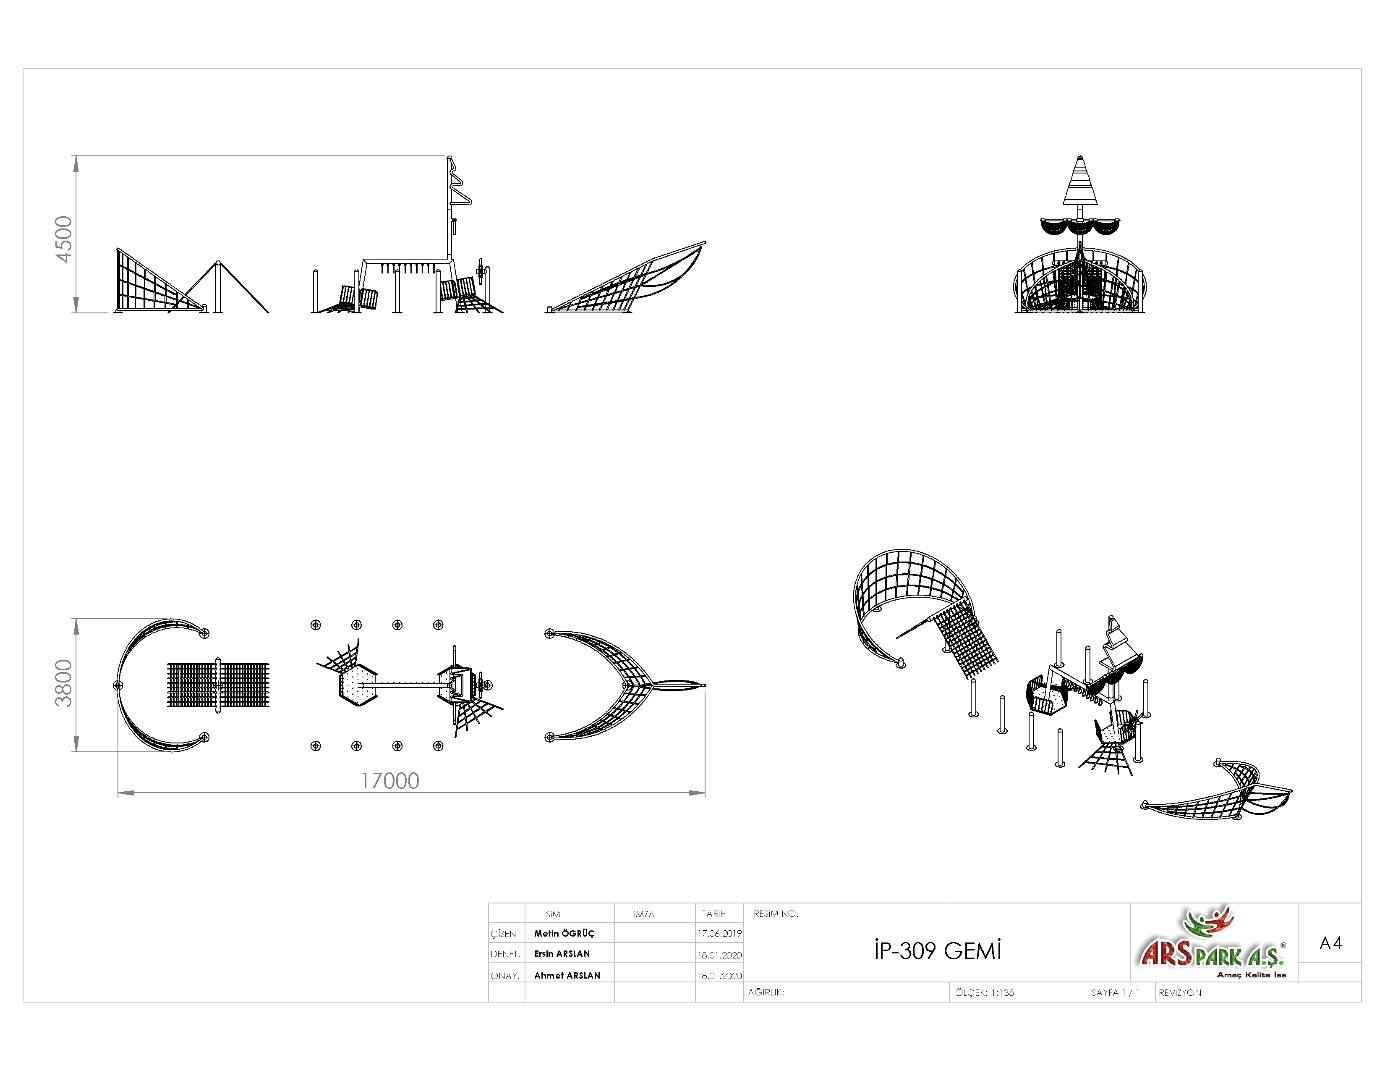 4500
3800
17000
İSİM
İMZA
TARİH
RESİM NO.
ÇİZEN
Metin ÖGRÜÇ
17.06.2019
DENET.
Ersin ARSLAN
18.01.2020
ONAY.
Ahmet ARSLAN
18.01.2020
İP-309 GEMİ
ARSPARK A.Ş.®
Amaç Kalite İse
A4
AĞIRLIK:
ÖLÇEK: 1:135
SAYFA 1 / 1
REVİZYON